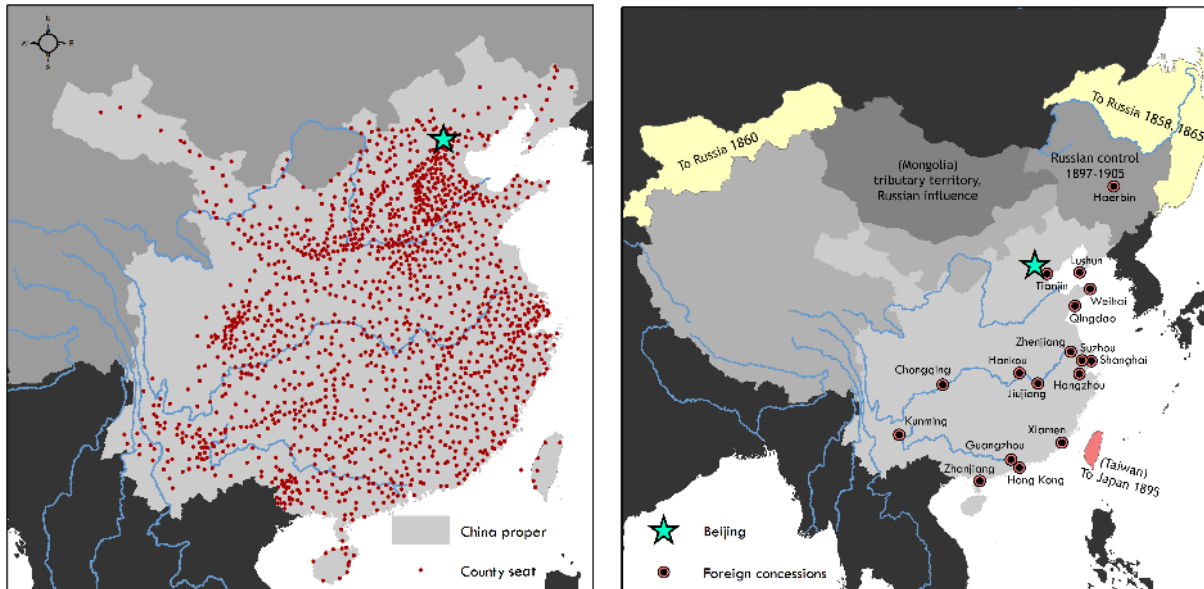 N
W
E
S
China proper
County seat
To Russia 1860
To Russia 1858, 1865
(Mongolia)
tributary territory,
Russian influence
Russian control
1897-1905
Haerbin
Tianjin
Lushun
Weihai
Qingdao
Zhenjiang
Suzhou
Shanghai
Hankou
Chongqing
Jiujiang
Hangzhou
Kunming
Xiamen
Guangzhou
Zhanjiang
Hong Kong
(Taiwan)
To Japan 1895
Beijing
Foreign concessions